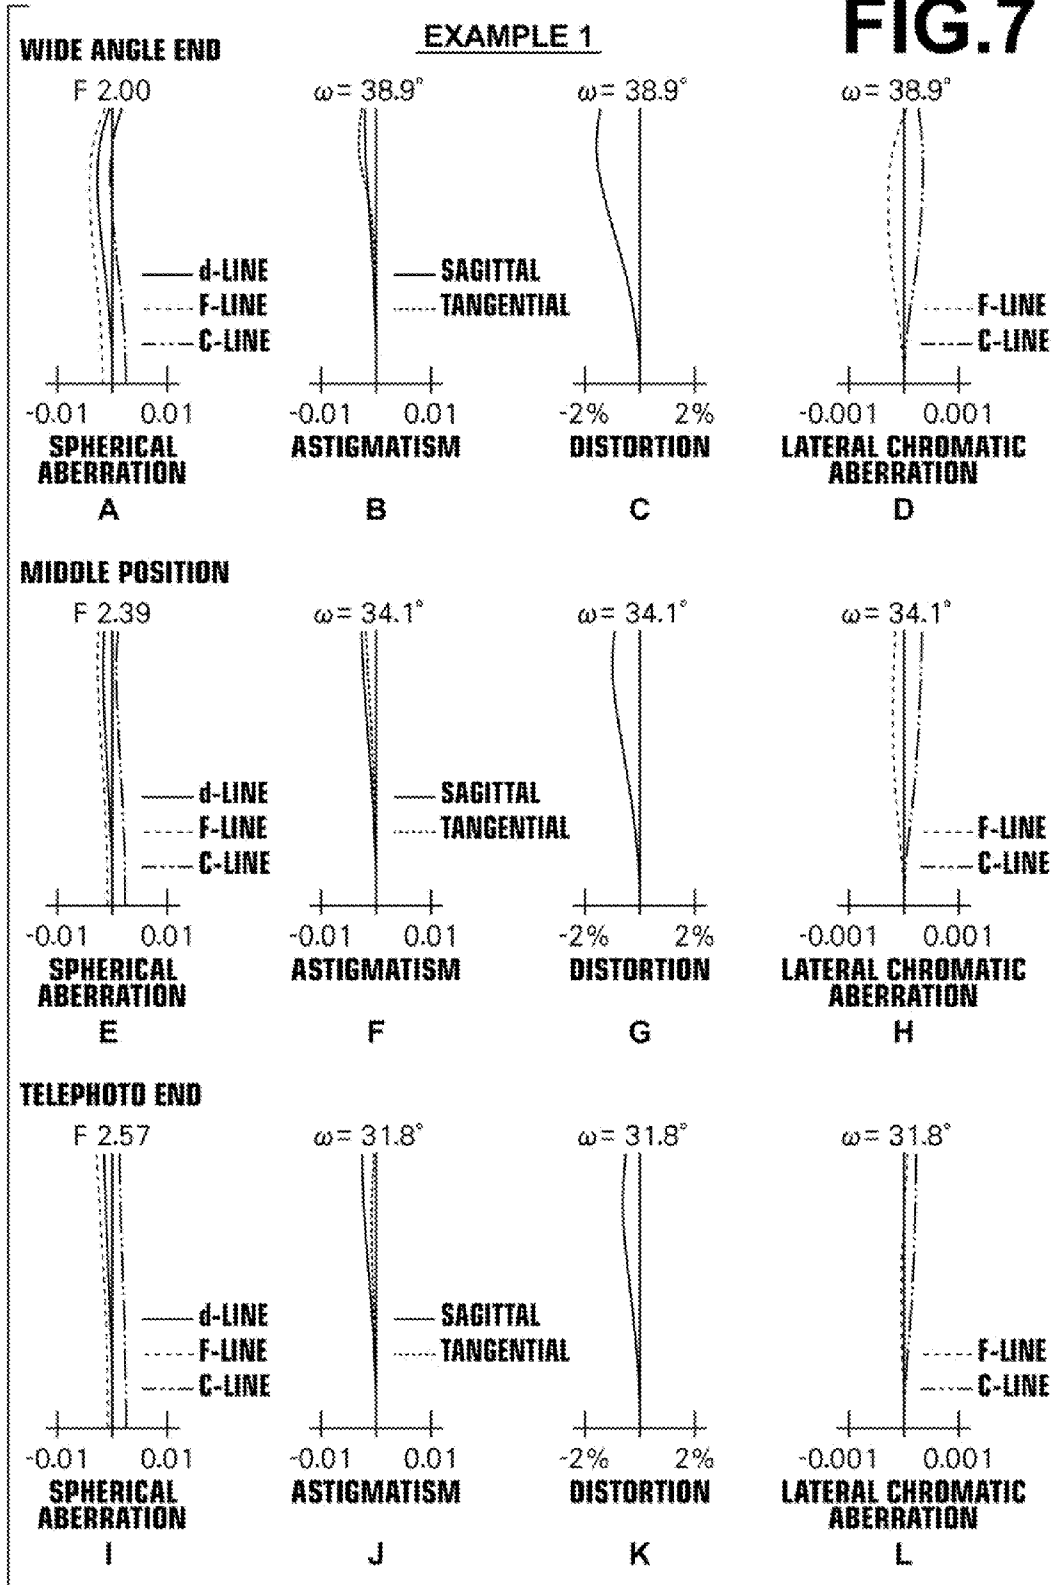 FIG.7
EXAMPLE 1
WIDE ANGLE END
F 2.00
ω= 38.9°
ω= 38.9°
ω= 38.9°
d-LINE
F-LINE
C-LINE
SAGITTAL
TANGENTIAL
F-LINE
C-LINE
-0.01 0.01
-0.01 0.01
-2% 2%
-0.001 0.001
SPHERICAL
ABERRATION
ASTIGMATISM
DISTORTION
LATERAL CHROMATIC
ABERRATION
A
B
C
D
MIDDLE POSITION
F 2.39
ω= 34.1°
ω= 34.1°
ω= 34.1°
d-LINE
F-LINE
C-LINE
SAGITTAL
TANGENTIAL
F-LINE
C-LINE
-0.01 0.01
-0.01 0.01
-2% 2%
-0.001 0.001
SPHERICAL
ABERRATION
ASTIGMATISM
DISTORTION
LATERAL CHROMATIC
ABERRATION
E
F
G
H
TELEPHOTO END
F 2.57
ω= 31.8°
ω= 31.8°
ω= 31.8°
d-LINE
F-LINE
C-LINE
SAGITTAL
TANGENTIAL
F-LINE
C-LINE
-0.01 0.01
-0.01 0.01
-2% 2%
-0.001 0.001
SPHERICAL
ABERRATION
ASTIGMATISM
DISTORTION
LATERAL CHROMATIC
ABERRATION
I
J
K
L